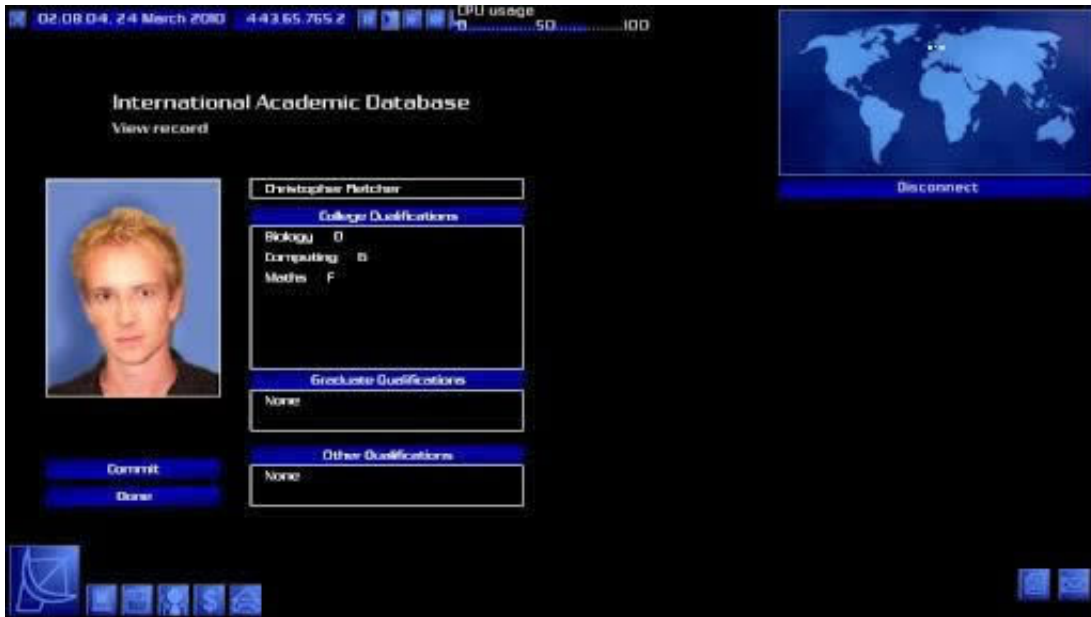 02.08.04, 24 March 2010
443.65.765.2
CPU usage
0 50 100
International Academic Database
View record
Disconnect
Christopher Fletcher
College Qualifications
Biology D
Computing B
Maths F
Graduate Qualifications
None
Other Qualifications
None
Commit
Done